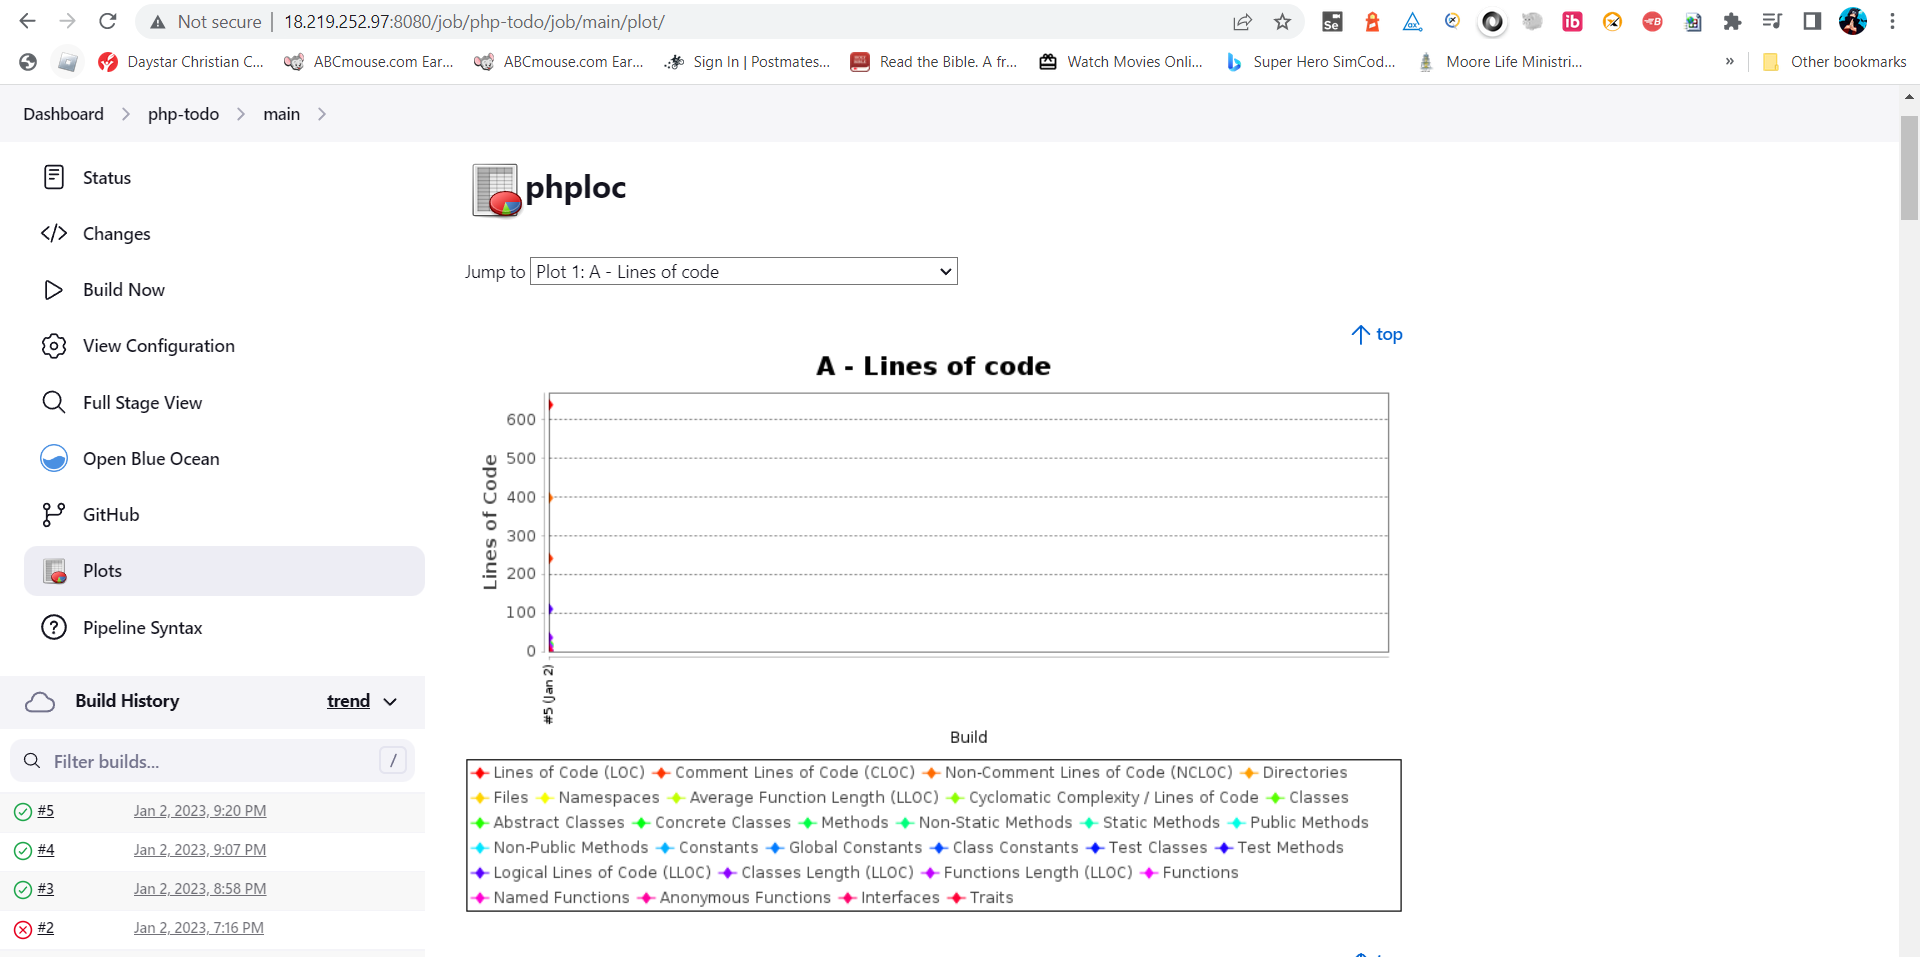 Not secure | 18.219.252.97:8080/job/php-todo/job/main/plot/
Se ax ib B
Daystar Christian C... ABCmouse.com Ear... ABCmouse.com Ear... Sign In | Postmates... Read the Bible. A fr... Watch Movies Onli... Super Hero SimCod... Moore Life Ministri... » Other bookmarks
Dashboard php-todo main
Status
Changes
Build Now
View Configuration
Full Stage View
Open Blue Ocean
GitHub
Plots
Pipeline Syntax
Build History trend
Filter builds... /
#5 Jan 2, 2023, 9:20 PM
#4 Jan 2, 2023, 9:07 PM
#3 Jan 2, 2023, 8:58 PM
#2 Jan 2, 2023, 7:16 PM
phploc
Jump to Plot 1: A - Lines of code
top
A - Lines of code
Lines of Code
600
500
400
300
200
100
0
#5 (Jan 2)
Build
Lines of Code (LOC) Comment Lines of Code (CLOC) Non-Comment Lines of Code (NCLOC) Directories
Files Namespaces Average Function Length (LLOC) Cyclomatic Complexity / Lines of Code Classes
Abstract Classes Concrete Classes Methods Non-Static Methods Static Methods Public Methods
Non-Public Methods Constants Global Constants Class Constants Test Classes Test Methods
Logical Lines of Code (LLOC) Classes Length (LLOC) Functions Length (LLOC) Functions
Named Functions Anonymous Functions Interfaces Traits